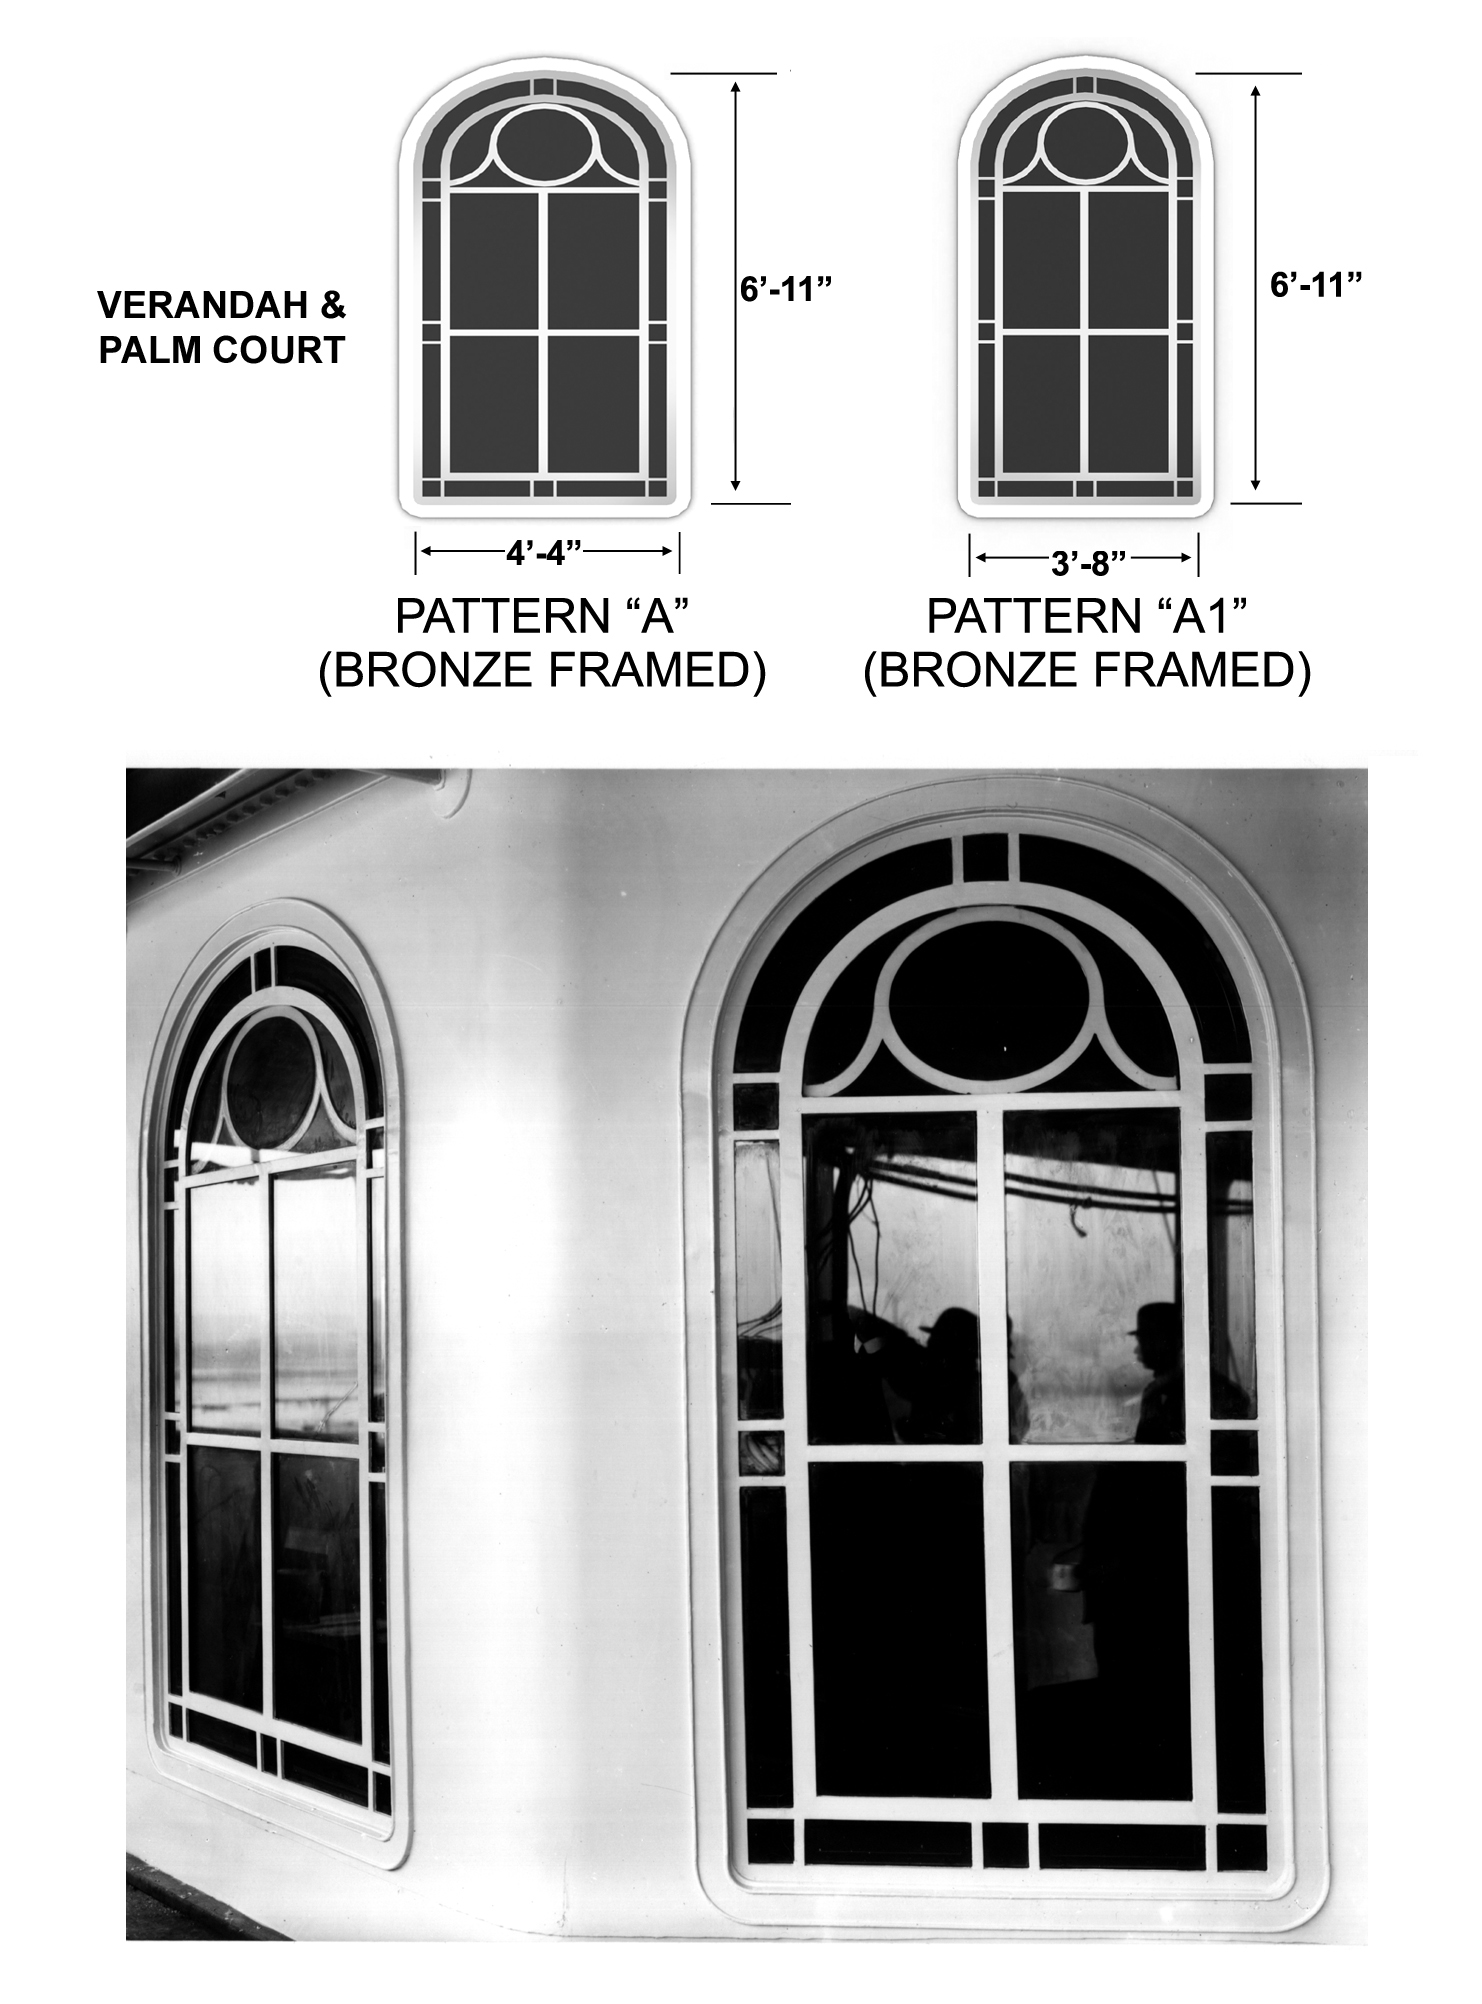 VERANDAH &
PALM COURT
6’-11”
6’-11”
4’-4”
3’-8”
PATTERN “A”
(BRONZE FRAMED)
PATTERN “A1”
(BRONZE FRAMED)